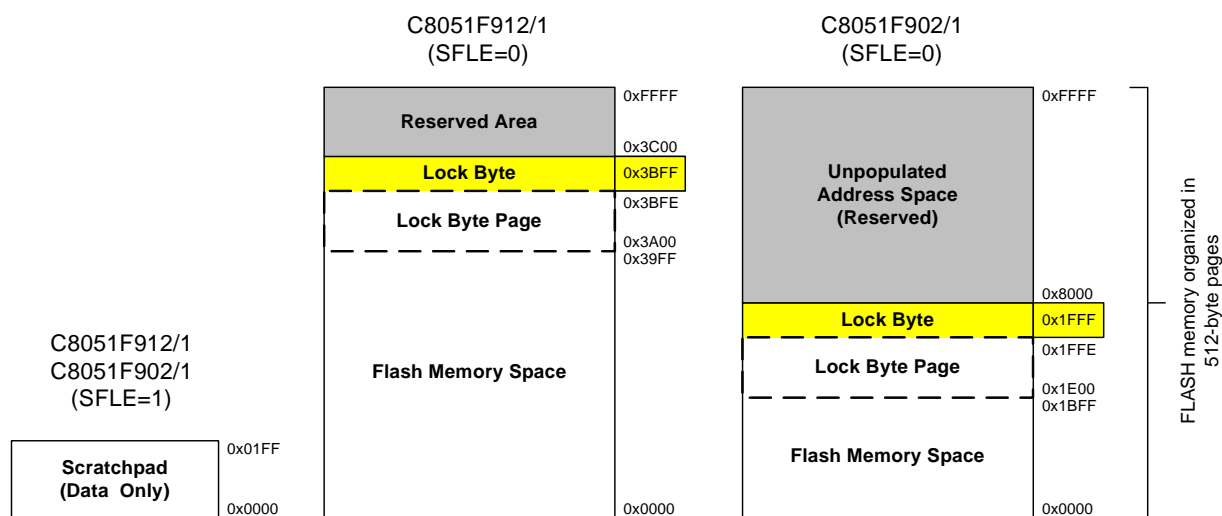 C8051F912/1
(SFLE=0)
0xFFFF
Reserved Area
0x3C00
Lock Byte
0x3BFF
0x3BFE
Lock Byte Page
0x3A00
0x39FF
Flash Memory Space
0x0000
C8051F902/1
(SFLE=0)
0xFFFF
Unpopulated
Address Space
(Reserved)
0x8000
Lock Byte
0x1FFF
0x1FFE
Lock Byte Page
0x1E00
0x1BFF
Flash Memory Space
0x0000
FLASH memory organized in
512-byte pages
C8051F912/1
C8051F902/1
(SFLE=1)
0x01FF
Scratchpad
(Data Only)
0x0000